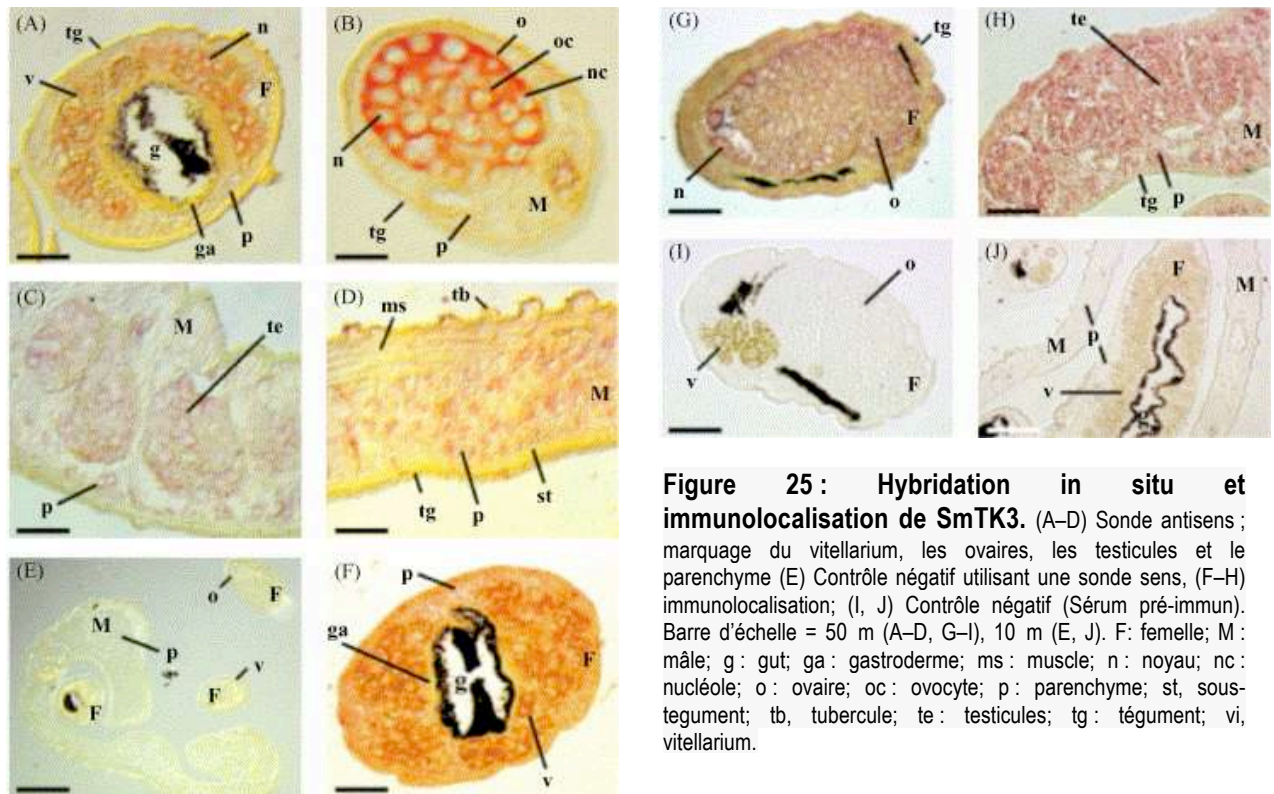 (A)
tg
n
v
F
g
p
ga
(B)
o
oc
nc
n
M
tg
p
(C)
M
te
p
(D)
ms
tb
M
tg
p
st
(E)
o
F
M
p
v
F
F
(F)
p
ga
F
g
v
(G)
tg
F
n
o
(H)
te
M
tg
p
(I)
o
v
F
(J)
F
M
p
M
v
g
Figure 25 : Hybridation in situ et
immunolocalisation de SmTK3. (A–D) Sonde antisens ;
marquage du vitellarium, les ovaires, les testicules et le
parenchyme (E) Contrôle négatif utilisant une sonde sens, (F–H)
immunolocalisation; (I, J) Contrôle négatif (Sérum pré-immun).
Barre d’échelle = 50 m (A–D, G–I), 10 m (E, J). F: femelle; M :
mâle; g : gut; ga : gastroderme; ms : muscle; n : noyau; nc :
nucléole; o : ovaire; oc : ovocyte; p : parenchyme; st, sous-
tegument; tb, tubercule; te : testicules; tg : tégument; vi,
vitellarium.